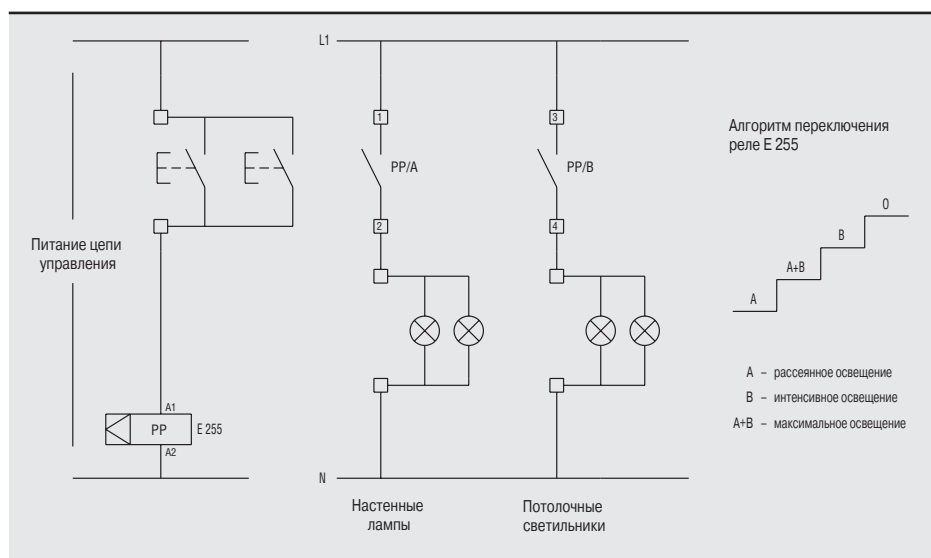 L1
1
3
Алгоритм переключения
реле E 255
PP/A
PP/B
O
2
4
B
Питание цепи
управления
A+B
A
A – рассеянное освещение
B – интенсивное освещение
A1
A+B – максимальное освещение
PP
E 255
A2
N
Настенные
лампы
Потолочные
светильники